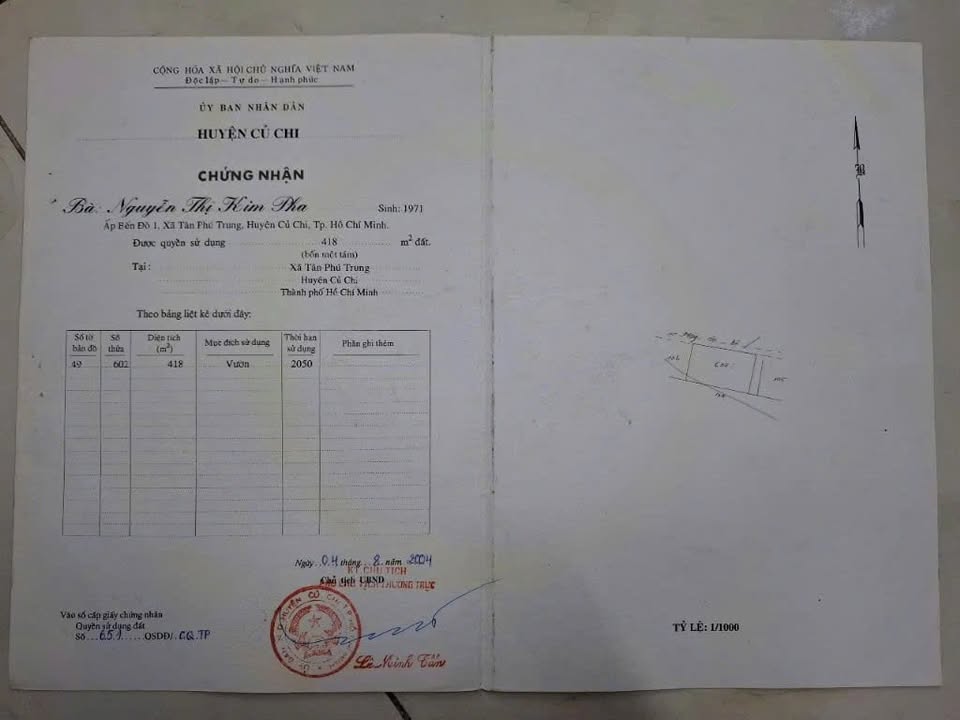 CỘNG HÒA XÃ HỘI CHỦ NGHĨA VIỆT NAM
Độc lập – Tự do – Hạnh phúc
ỦY BAN NHÂN DÂN
HUYỆN CỦ CHI
CHỨNG NHẬN
Bà: Nguyễn Thị Kim Pha Sinh: 1971
Ấp Bến Đò 1, Xã Tân Phú Trung, Huyện Củ Chi, Tp. Hồ Chí Minh.
Được quyền sử dụng 418 m² đất.
(bốn một tám)
Tại: Xã Tân Phú Trung
Huyện Củ Chi
Thành phố Hồ Chí Minh
Theo bảng liệt kê dưới đây:
Số tờ bản đồ Số thửa Diện tích (m²) Mục đích sử dụng Thời hạn sử dụng Phần ghi thêm
49 602 418 Vườn 2050
Ngày 04 tháng 8 năm 2004
KT CHỦ TỊCH
Chủ tịch UBND
THƯỜNG TRỰC
Lê Minh Tấn
Vào sổ cấp giấy chứng nhận
Quyền sử dụng đất
Số 651 QSDĐ/ CQ.TP
B
TỶ LỆ: 1/1000